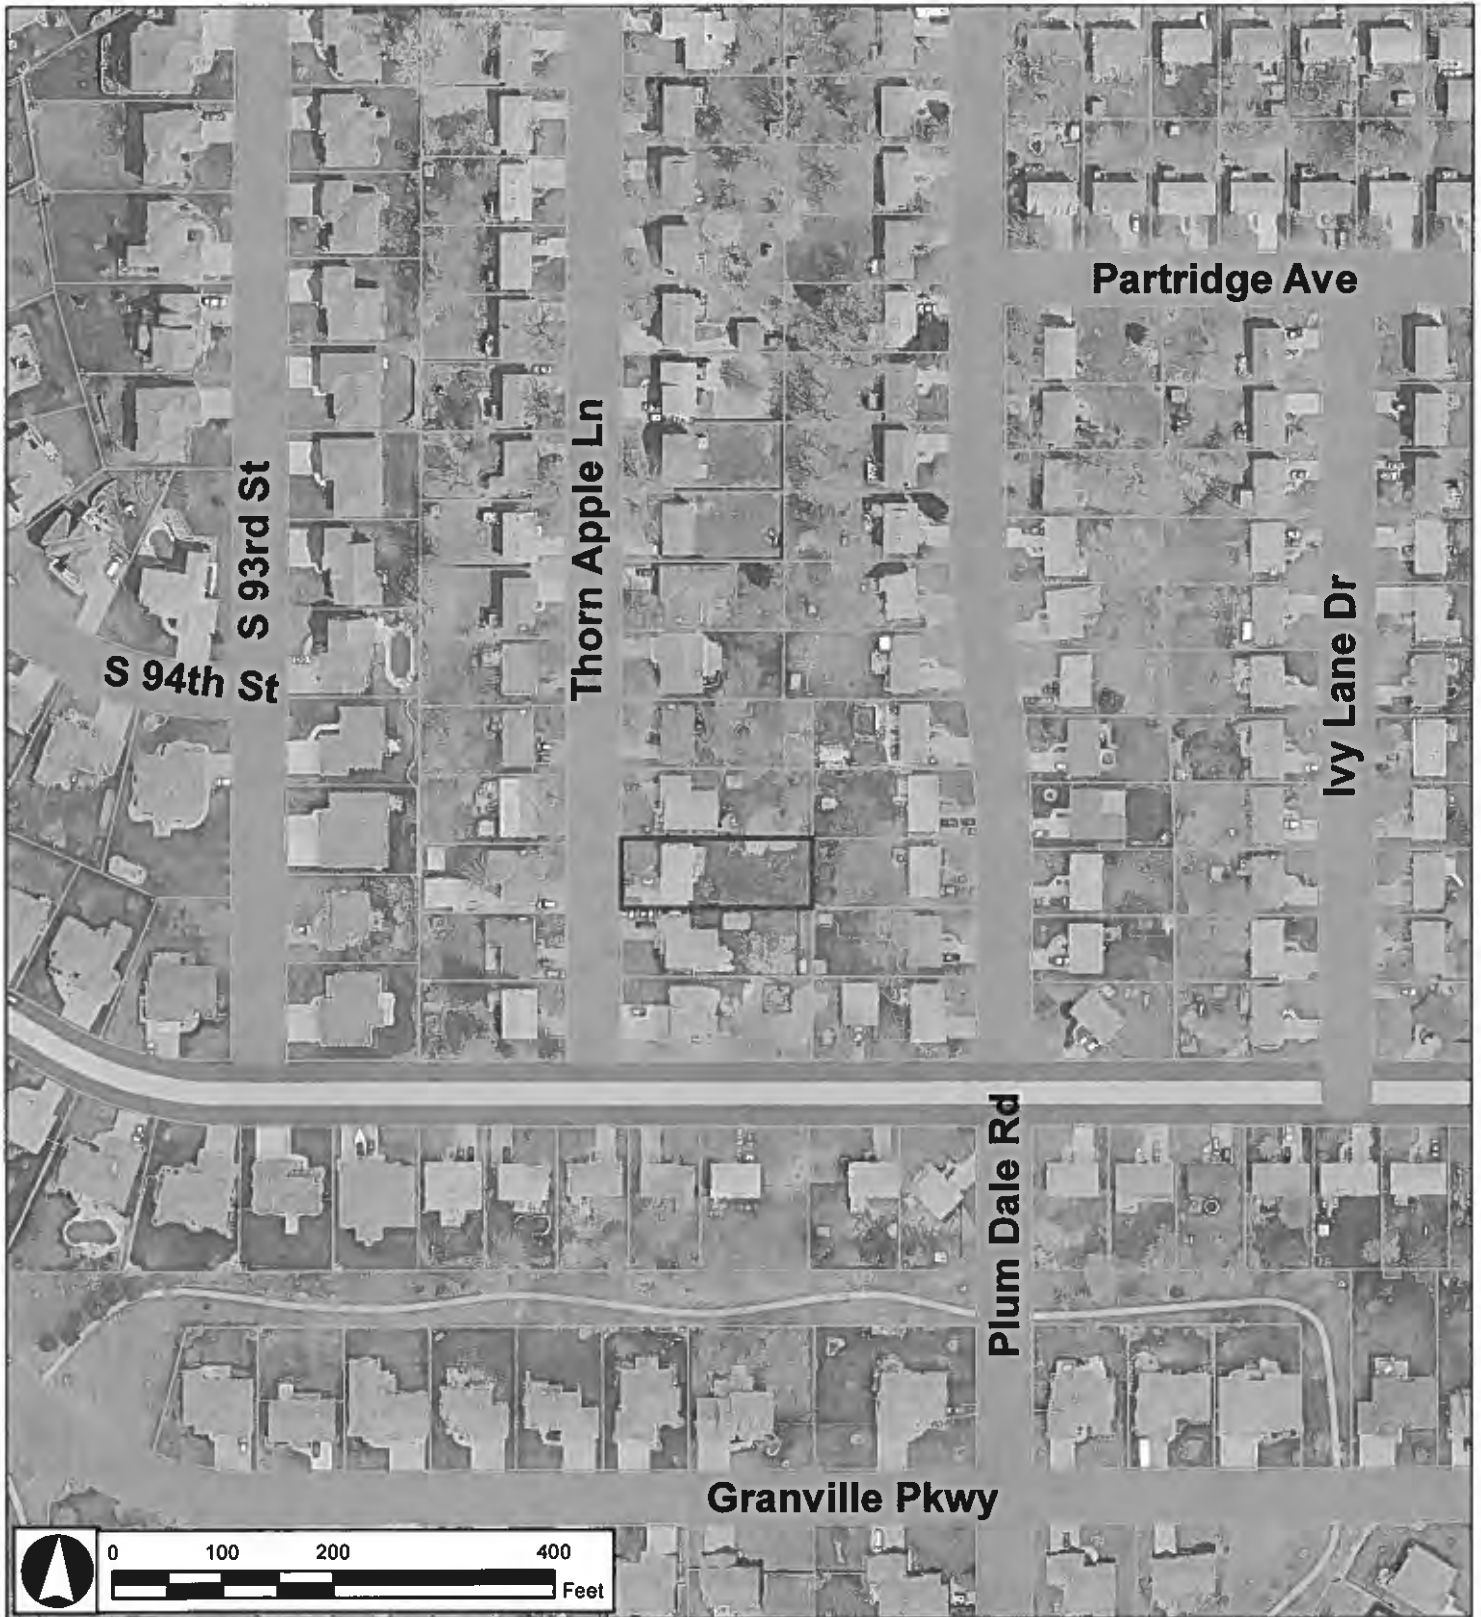 Partridge Ave
S 93rd St
Thorn Apple Ln
Ivy Lane Dr
S 94th St
Plum Dale Rd
Granville Pkwy
0 100 200 400
Feet